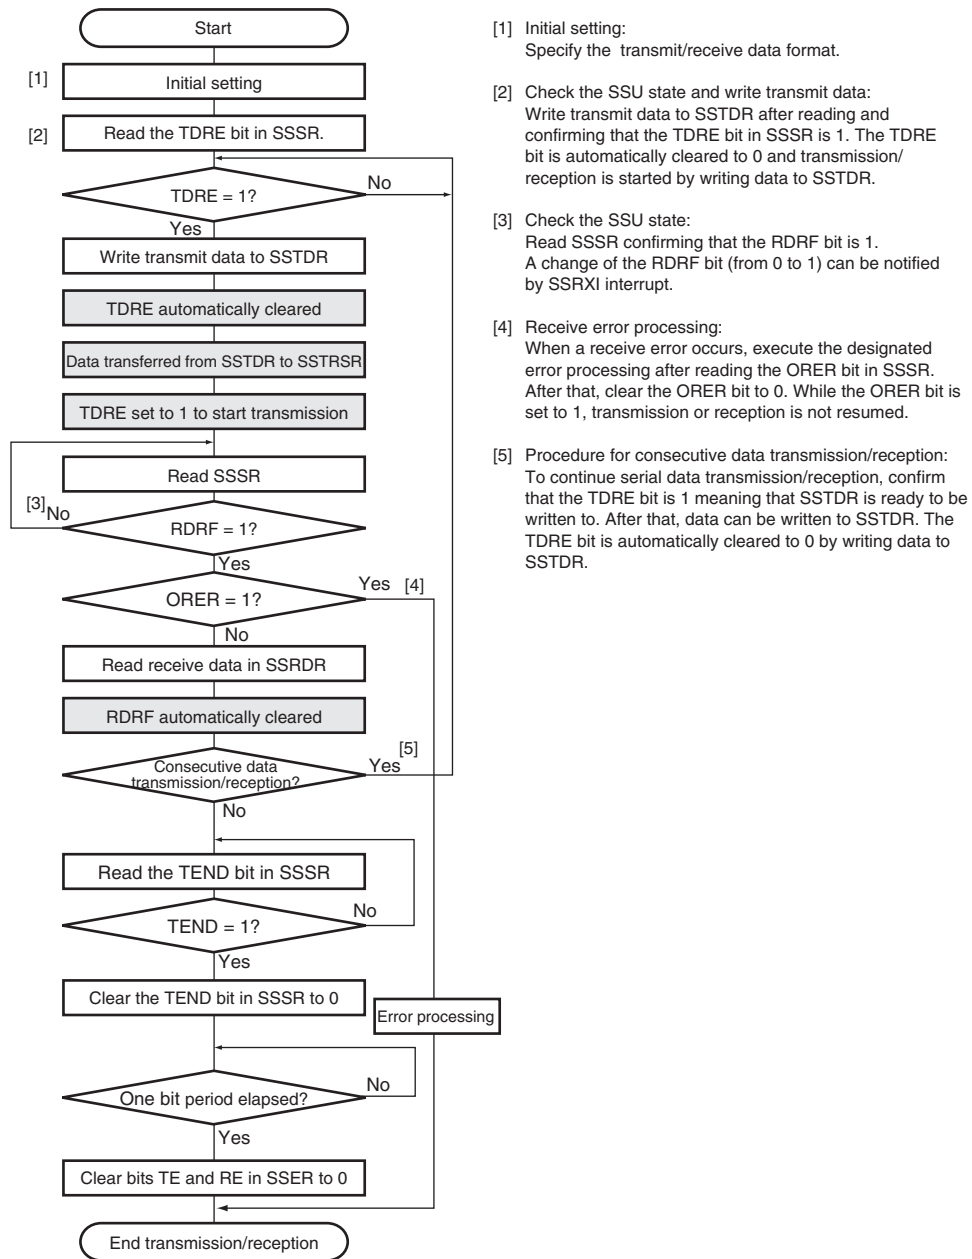 Start
[1]
Initial setting
[2]
Read the TDRE bit in SSSR.
TDRE = 1?
No
Yes
Write transmit data to SSTDR
TDRE automatically cleared
Data transferred from SSTDR to SSTRSR
TDRE set to 1 to start transmission
Read SSSR
[3]
No
RDRF = 1?
Yes
Yes [4]
ORER = 1?
No
Read receive data in SSRDR
RDRF automatically cleared
[5]
Yes
Consecutive data
transmission/reception?
No
Read the TEND bit in SSSR
No
TEND = 1?
Yes
Clear the TEND bit in SSSR to 0
Error processing
No
One bit period elapsed?
Yes
Clear bits TE and RE in SSER to 0
End transmission/reception
[1] Initial setting:
Specify the transmit/receive data format.
[2] Check the SSU state and write transmit data:
Write transmit data to SSTDR after reading and
confirming that the TDRE bit in SSSR is 1. The TDRE
bit is automatically cleared to 0 and transmission/
reception is started by writing data to SSTDR.
[3] Check the SSU state:
Read SSSR confirming that the RDRF bit is 1.
A change of the RDRF bit (from 0 to 1) can be notified
by SSRXI interrupt.
[4] Receive error processing:
When a receive error occurs, execute the designated
error processing after reading the ORER bit in SSSR.
After that, clear the ORER bit to 0. While the ORER bit is
set to 1, transmission or reception is not resumed.
[5] Procedure for consecutive data transmission/reception:
To continue serial data transmission/reception, confirm
that the TDRE bit is 1 meaning that SSTDR is ready to be
written to. After that, data can be written to SSTDR. The
TDRE bit is automatically cleared to 0 by writing data to
SSTDR.